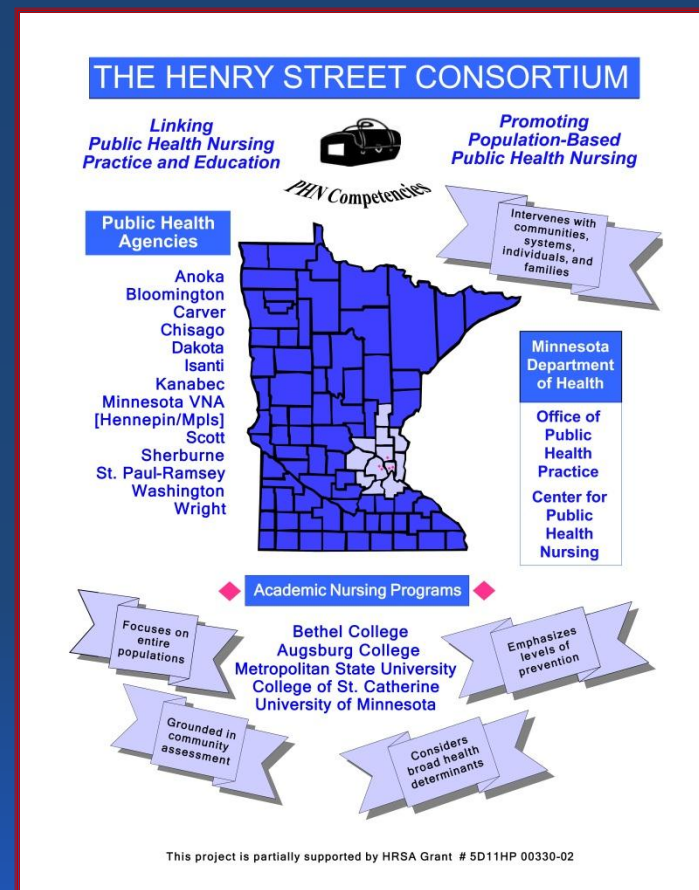 THE HENRY STREET CONSORTIUM
Linking
Public Health Nursing
Practice and Education
PHN Competencies
Promoting
Population-Based
Public Health Nursing
Intervenes with
communities,
systems,
individuals, and
families
Public Health
Agencies
Anoka
Bloomington
Carver
Chisago
Dakota
Isanti
Kanabec
Minnesota VNA
[Hennepin/Mpls]
Scott
Sherburne
St. Paul-Ramsey
Washington
Wright
Minnesota
Department
of Health
Office of
Public
Health
Practice
Center for
Public
Health
Nursing
Academic Nursing Programs
Bethel College
Augsburg College
Metropolitan State University
College of St. Catherine
University of Minnesota
Focuses on
entire
populations
Emphasizes
levels of
prevention
Grounded in
community
assessment
Considers
broad health
determinants
This project is partially supported by HRSA Grant # 5D11HP 00330-02